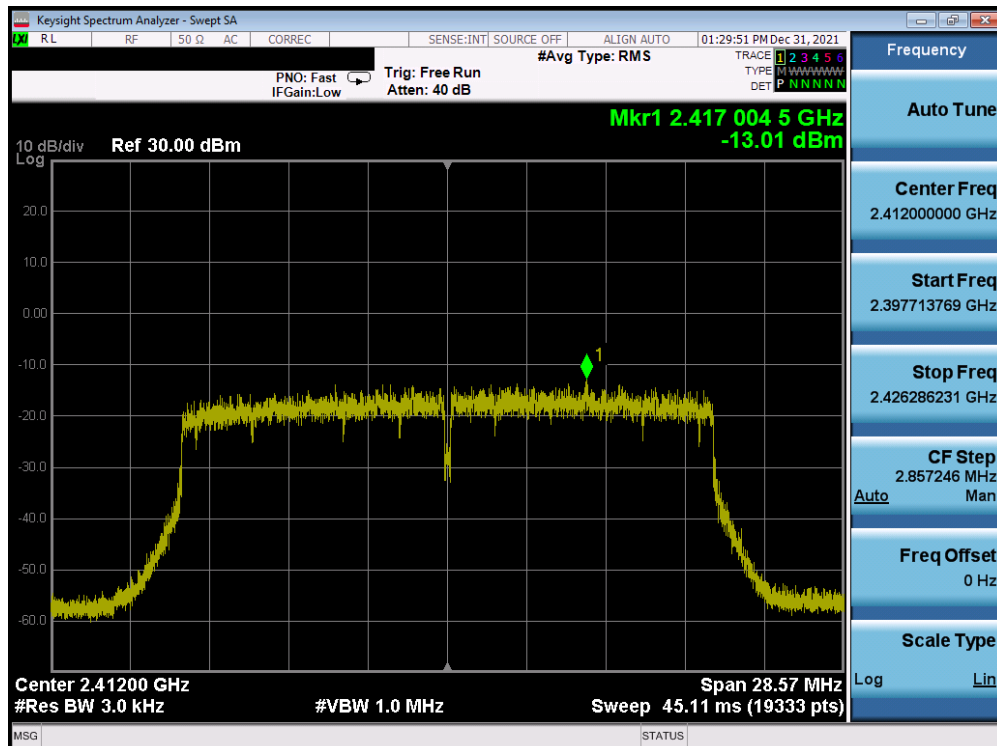 Keysight Spectrum Analyzer - Swept SA
LXI RL RF 50 Ω AC CORREC SENSE:INT SOURCE OFF ALIGN AUTO 01:29:51 PM Dec 31, 2021
#Avg Type: RMS
TRACE 1 2 3 4 5 6
PNO: Fast Trig: Free Run
TYPE M WWWWW
IFGain:Low Atten: 40 dB
DET P N N N N N
Mkr1 2.417 004 5 GHz
-13.01 dBm
10 dB/div Ref 30.00 dBm
Log
20.0
10.0
0.00
-10.0
1
-20.0
-30.0
-40.0
-50.0
-60.0
Center 2.41200 GHz Span 28.57 MHz
#Res BW 3.0 kHz #VBW 1.0 MHz Sweep 45.11 ms (19333 pts)
MSG STATUS
Frequency
Auto Tune
Center Freq
2.412000000 GHz
Start Freq
2.397713769 GHz
Stop Freq
2.426286231 GHz
CF Step
2.857246 MHz
Auto Man
Freq Offset
0 Hz
Scale Type
Log Lin